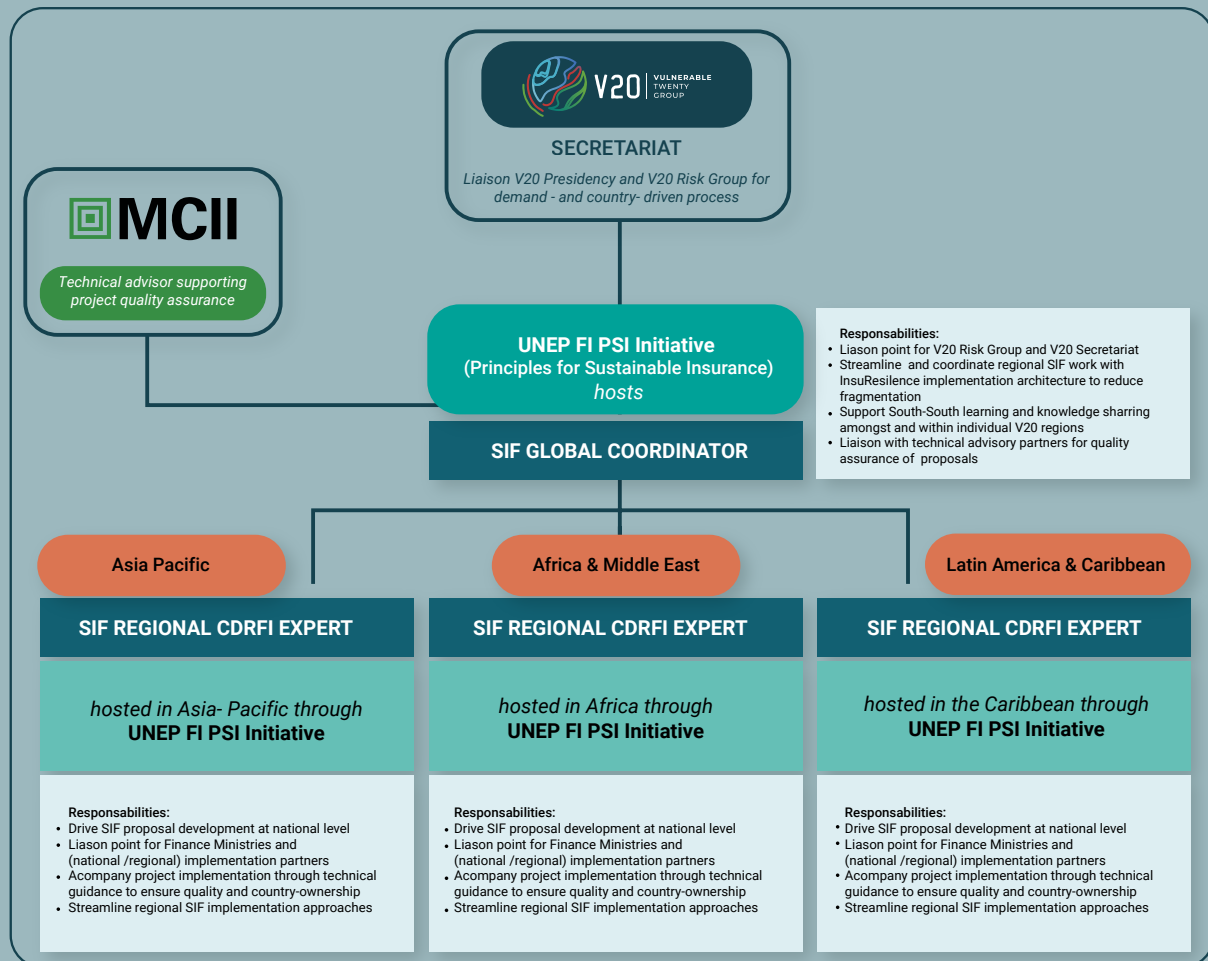 V20
VULNERABLE
TWENTY
GROUP
SECRETARIAT
Liaison V20 Presidency and V20 Risk Group for
demand - and country- driven process
MCII
Technical advisor supporting
project quality assurance
UNEP FI PSI Initiative
(Principles for Sustainable Insurance)
hosts
SIF GLOBAL COORDINATOR
Responsabilities:
• Liason point for V20 Risk Group and V20 Secretariat
• Streamline and coordinate regional SIF work with
InsuResilence implementation architecture to reduce
fragmentation
• Support South-South learning and knowledge sharring
amongst and within individual V20 regions
• Liaison with technical advisory partners for quality
assurance of proposals
Asia Pacific
SIF REGIONAL CDRFI EXPERT
hosted in Asia- Pacific through
UNEP FI PSI Initiative
Responsabilities:
• Drive SIF proposal development at national level
• Liason point for Finance Ministries and
(national /regional) implementation partners
• Acompany project implementation through technical
guidance to ensure quality and country-ownership
• Streamline regional SIF implementation approaches
Africa & Middle East
SIF REGIONAL CDRFI EXPERT
hosted in Africa through
UNEP FI PSI Initiative
Responsabilities:
• Drive SIF proposal development at national level
• Liason point for Finance Ministries and
(national /regional) implementation partners
• Acompany project implementation through technical
guidance to ensure quality and country-ownership
• Streamline regional SIF implementation approaches
Latin America & Caribbean
SIF REGIONAL CDRFI EXPERT
hosted in the Caribbean through
UNEP FI PSI Initiative
Responsabilities:
• Drive SIF proposal development at national level
• Liason point for Finance Ministries and
(national /regional) implementation partners
• Acompany project implementation through technical
guidance to ensure quality and country-ownership
• Streamline regional SIF implementation approaches